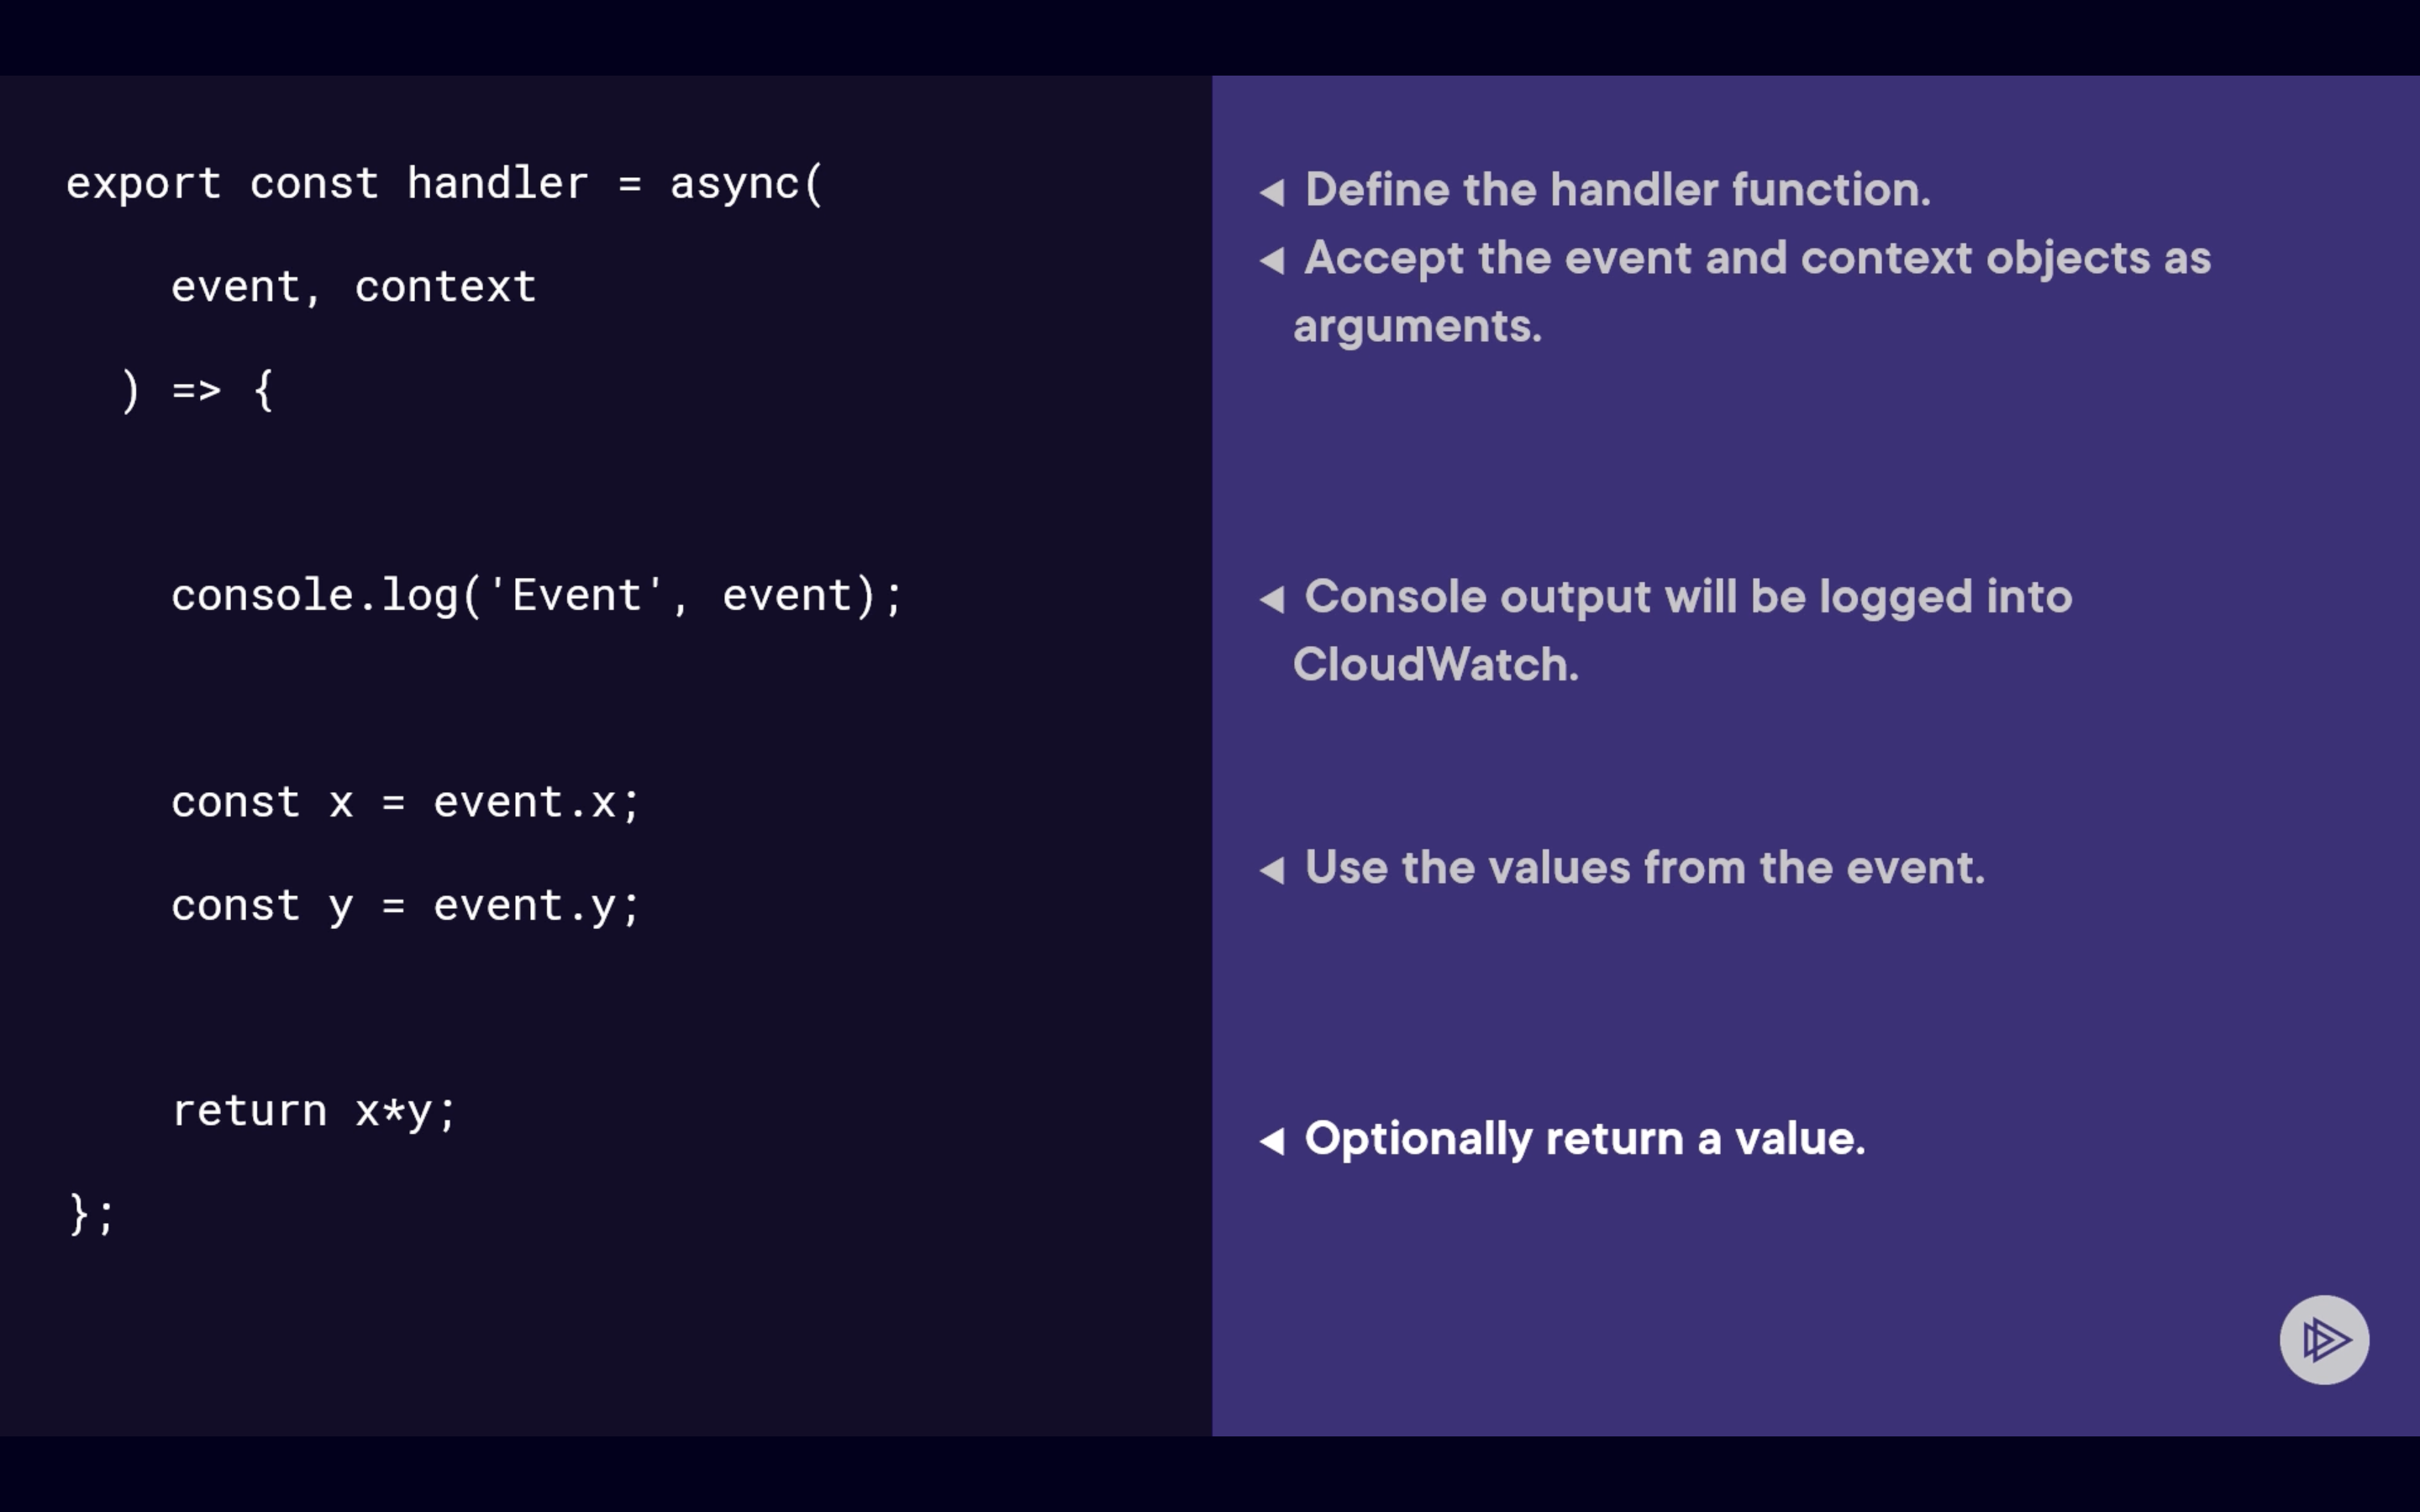 export const handler = async(
event, context
) => {
console.log('Event', event);
const x = event.x;
const y = event.y;
return x*y;
};
◀ Define the handler function.
◀ Accept the event and context objects as
arguments.
◀ Console output will be logged into
CloudWatch.
◀ Use the values from the event.
◀ Optionally return a value.